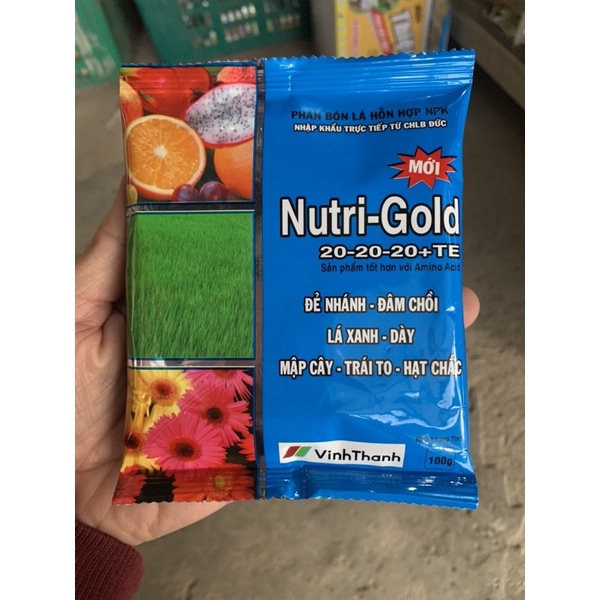 PHÂN BÓN LÁ HỖN HỢP NPK
NHẬP KHẨU TRỰC TIẾP TỪ CHLB ĐỨC
MỚI
Nutri-Gold
20-20-20+TE
Sản phẩm tốt hơn với Amino Acid
ĐẺ NHÁNH - ĐÂM CHỒI
LÁ XANH - DÀY
MẬP CÂY - TRÁI TO - HẠT CHẮC
VinhThanh
100g